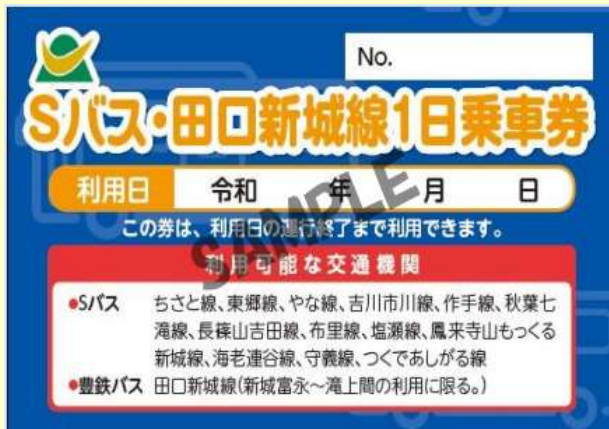 No.
Sバス・田口新城線1日乗車券
利用日 令和 年 月 日
この券は、利用日の運行終了まで利用できます。
SAMPLE
利用可能な交通機関
●Sバス ちさと線、東郷線、やな線、吉川市川線、作手線、秋葉七
滝線、長篠山吉田線、布里線、塩瀬線、鳳来寺山もっくる
新城線、海老連谷線、守義線、つくであしがる線
●豊鉄バス 田口新城線(新城富永～滝上間の利用に限る。)